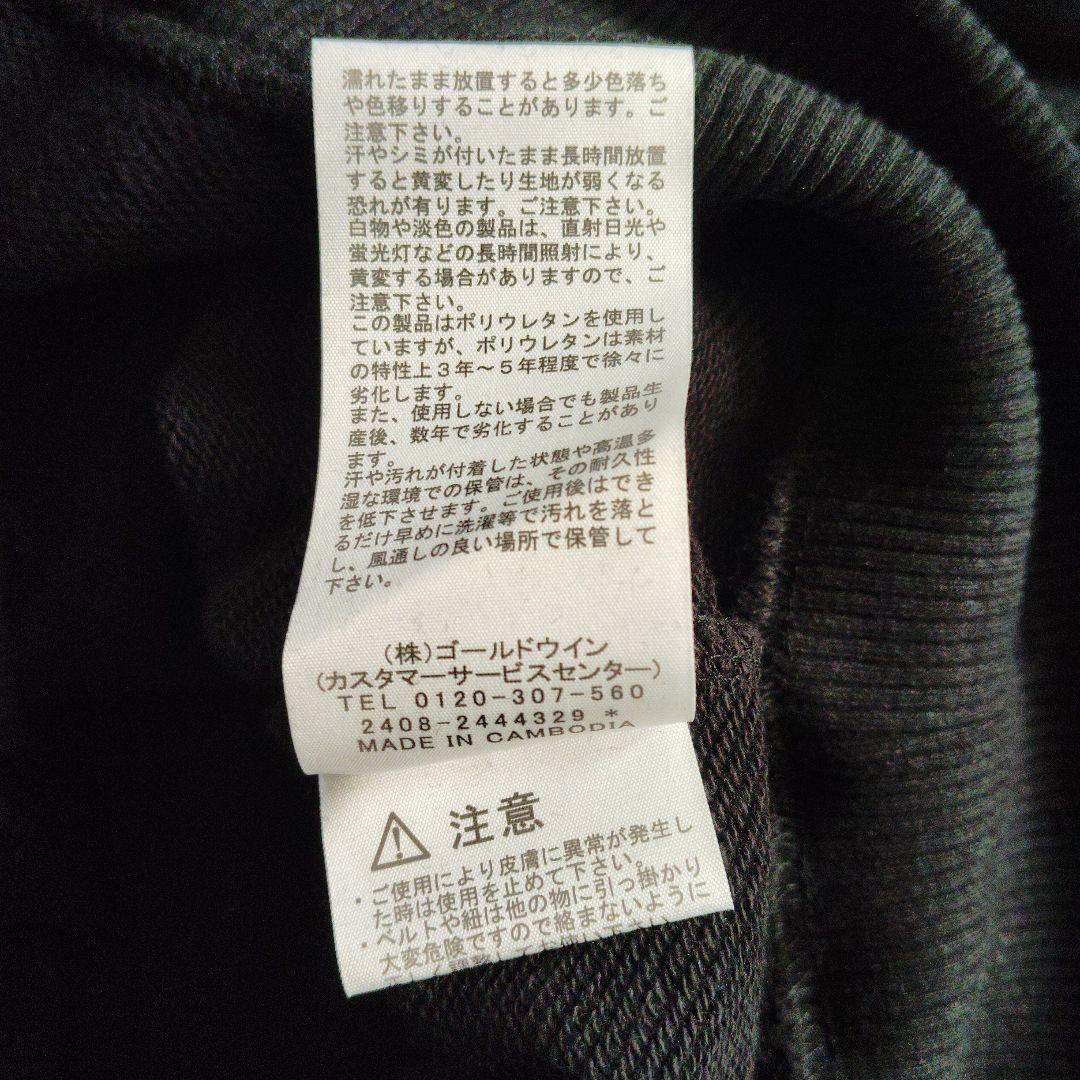 濡れたまま放置すると多少色落ち
や色移りすることがあります。ご
注意下さい。
汗やシミが付いたまま長時間放置
すると黄変したり生地が弱くなる
恐れが有ります。ご注意下さい。
白物や淡色の製品は、直射日光や
蛍光灯などの長時間照射により、
黄変する場合がありますので、ご
注意下さい。
この製品はポリウレタンを使用し
ていますが、ポリウレタンは素材
の特性上3年～5年程度で徐々に
劣化します。
また、使用しない場合でも製品生
産後、数年で劣化することがあり
ます。
汗や汚れが付着した状態や高温多
湿な環境での保管は、その耐久性
を低下させます。ご使用後はでき
るだけ早めに洗濯等で汚れを落と
し、風通しの良い場所で保管して
下さい。
(株)ゴールドウイン
(カスタマーサービスセンター)
TEL 0120-307-560
2408-2444329 *
MADE IN CAMBODIA
注意
・ご使用により皮膚に異常が発生し
た時は使用を止めて下さい。
・ベルトや紐は他の物に引っ掛かり
大変危険ですので絡まないように